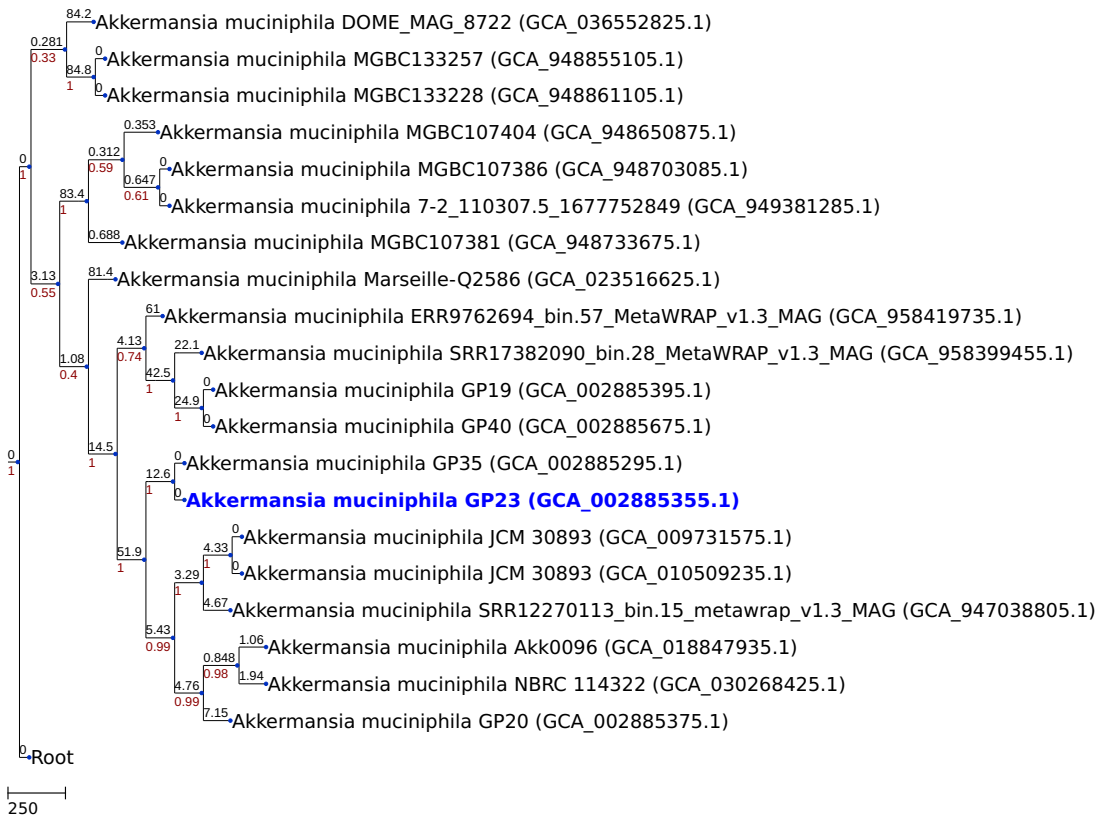 84.2 Akkermansia muciniphila DOME_MAG_8722 (GCA_036552825.1)
0.281
0.33
0 Akkermansia muciniphila MGBC133257 (GCA_948855105.1)
84.8
1
0 Akkermansia muciniphila MGBC133228 (GCA_948861105.1)
0.353 Akkermansia muciniphila MGBC107404 (GCA_948650875.1)
0.312
0.59
0
1
0 Akkermansia muciniphila MGBC107386 (GCA_948703085.1)
0.647
0.61
83.4
1
0 Akkermansia muciniphila 7-2_110307.5_1677752849 (GCA_949381285.1)
0.688 Akkermansia muciniphila MGBC107381 (GCA_948733675.1)
3.13
0.55
81.4 Akkermansia muciniphila Marseille-Q2586 (GCA_023516625.1)
61 Akkermansia muciniphila ERR9762694_bin.57_MetaWRAP_v1.3_MAG (GCA_958419735.1)
4.13
0.74
22.1 Akkermansia muciniphila SRR17382090_bin.28_MetaWRAP_v1.3_MAG (GCA_958399455.1)
1.08
0.4
42.5
1
0 Akkermansia muciniphila GP19 (GCA_002885395.1)
24.9
1
0 Akkermansia muciniphila GP40 (GCA_002885675.1)
14.5
1
0
1
0 Akkermansia muciniphila GP35 (GCA_002885295.1)
12.6
1
0 Akkermansia muciniphila GP23 (GCA_002885355.1)
0 Akkermansia muciniphila JCM 30893 (GCA_009731575.1)
4.33
1
51.9
1
0 Akkermansia muciniphila JCM 30893 (GCA_010509235.1)
3.29
1
4.67 Akkermansia muciniphila SRR12270113_bin.15_metawrap_v1.3_MAG (GCA_947038805.1)
5.43
0.99
1.06 Akkermansia muciniphila Akk0096 (GCA_018847935.1)
0.848
0.98
1.94 Akkermansia muciniphila NBRC 114322 (GCA_030268425.1)
4.76
0.99
7.15 Akkermansia muciniphila GP20 (GCA_002885375.1)
0 Root
250